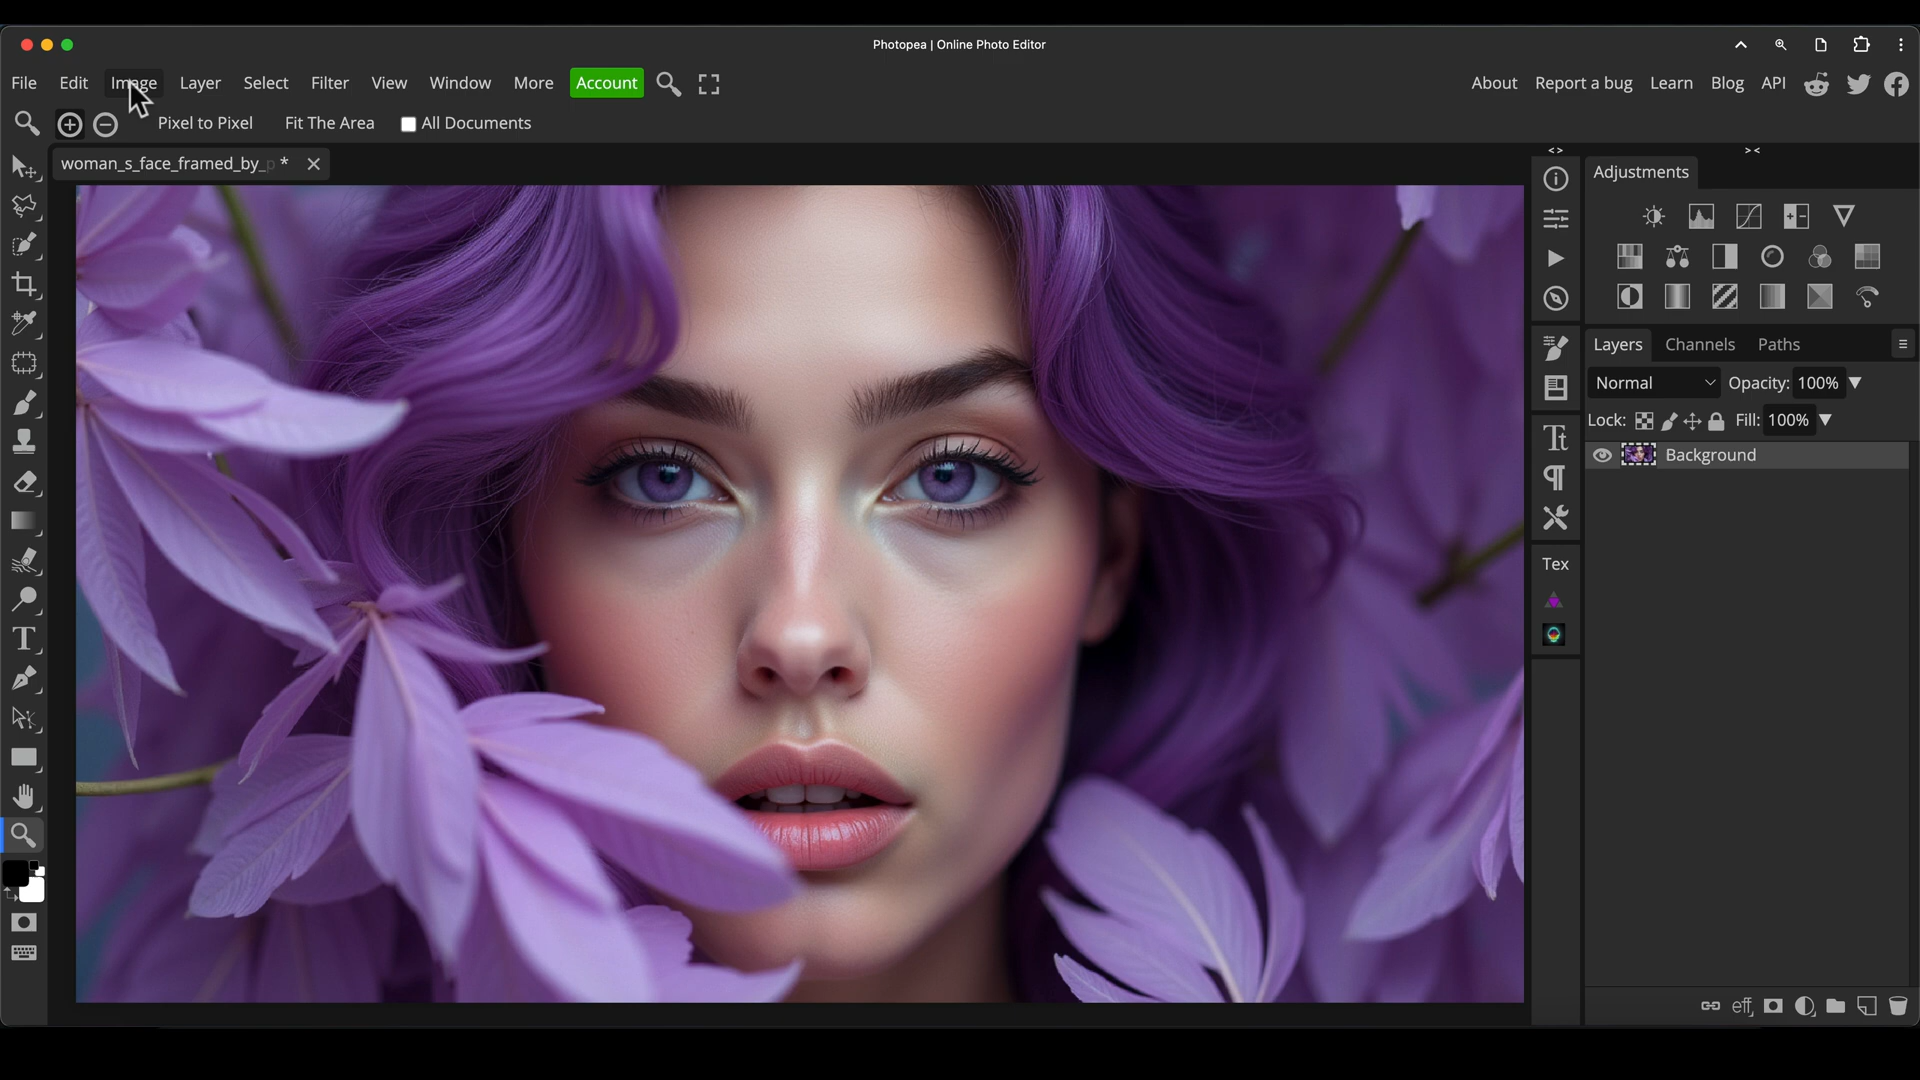 Photopea | Online Photo Editor
File Edit Image Layer Select Filter View Window More Account
About Report a bug Learn Blog API
Pixel to Pixel Fit The Area All Documents
woman_s_face_framed_by_p *
Adjustments
Layers Channels Paths
Normal Opacity: 100%
Lock: Fill: 100%
Background
Tex
eff